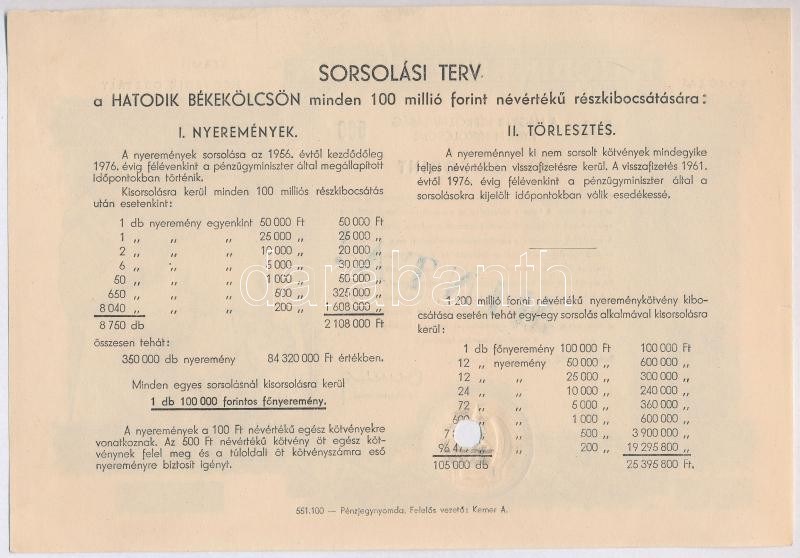 SORSOLÁSI TERV
a HATODIK BÉKEKÖLCSÖN minden 100 millió forint névértékű részkibocsátására:
I. NYEREMÉNYEK.
A nyeremények sorsolása az 1956. évtől kezdődőleg
1976. évig félévenkint a pénzügyminiszter által megállapított
időpontokban történik.
Kisorsolásra kerül minden 100 milliós részkibocsátás
után esetenkint:
1 db nyeremény egyenkint 50 000 Ft 50 000 Ft
1 „ „ „ 25 000 „ 25 000 „
2 „ „ „ 10 000 „ 20 000 „
6 „ „ „ 5 000 „ 30 000 „
50 „ „ „ 1 000 „ 50 000 „
650 „ „ „ 500 „ 325 000 „
8 040 „ „ „ 200 „ 1 608 000 „
8 750 db 2 108 000 Ft
összesen tehát:
350 000 db nyeremény 84 320 000 Ft értékben.
Minden egyes sorsolásnál kisorsolásra kerül
1 db 100 000 forintos főnyeremény.
A nyeremények a 100 Ft névértékű egész kötvényekre
vonatkoznak. Az 500 Ft névértékű kötvény öt egész köt-
vénynek felel meg és a túloldali öt kötvényszámra eső
nyereményre biztosit igényt.
II. TÖRLESZTÉS.
A nyereménnyel ki nem sorsolt kötvények mindegyike
teljes névértékben visszafizetésre kerül. A visszafizetés 1961.
évtől 1976. évig félévenkint a pénzügyminiszter által a
sorsolásokra kijelölt időpontokban válik esedékessé.
1 200 millió forint névértékű nyereménykötvény kibo-
csátása esetén tehát egy-egy sorsolás alkalmával kisorsolásra
kerül:
1 db főnyeremény 100 000 Ft 100 000 Ft
12 „ nyeremény 50 000 „ 600 000 „
12 „ „ 25 000 „ 300 000 „
24 „ „ 10 000 „ 240 000 „
72 „ „ 5 000 „ 360 000 „
600 „ „ 1 000 „ 600 000 „
„ „ 500 „ 3 900 000 „
„ „ 200 „ 19 295 800 „
105 000 db 25 395 800 Ft.
551.100 — Pénzjegynyomda. Felelős vezető: Kemer A.
darabanth